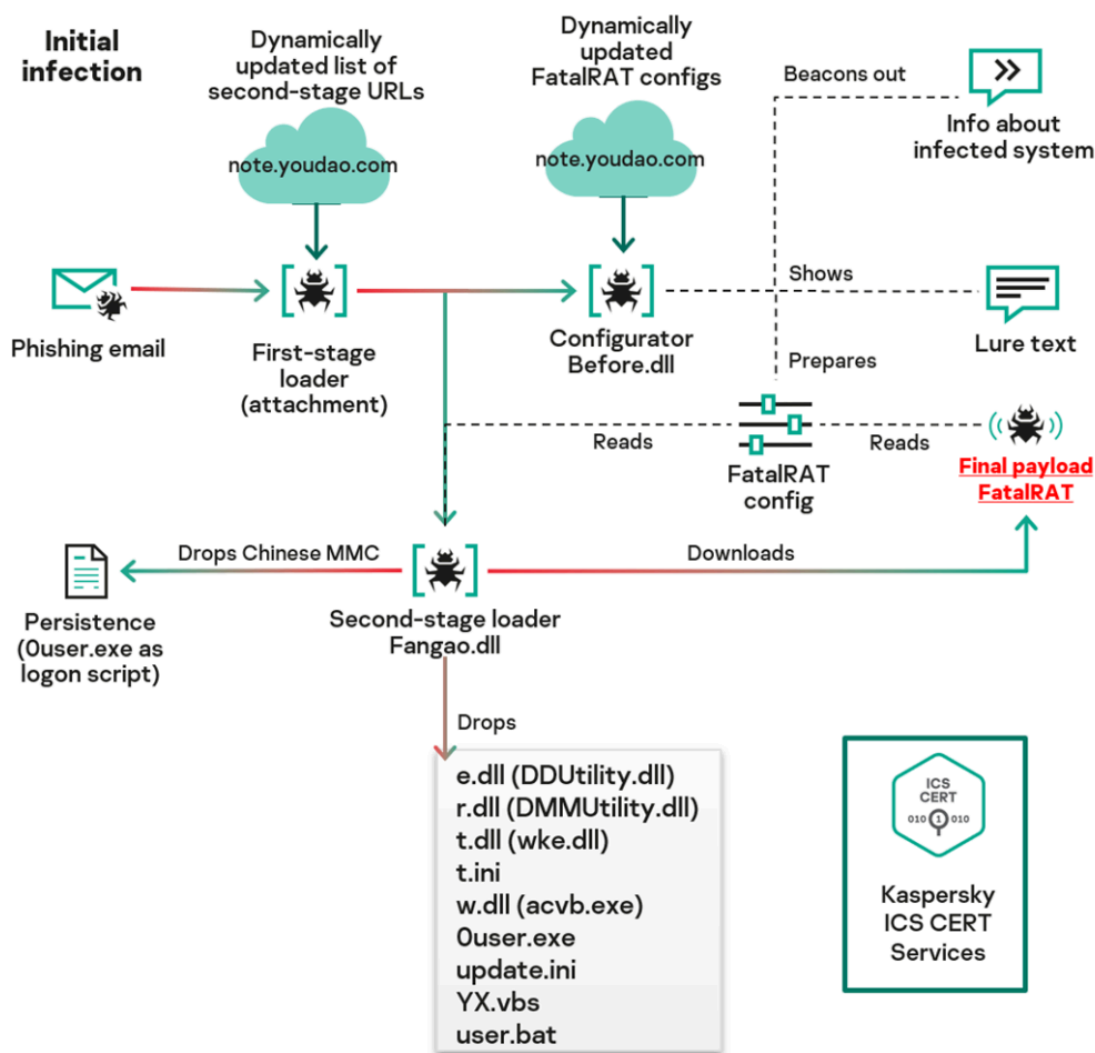 Initial
infection
Dynamically
updated list of
second-stage URLs
note.youdao.com
Dynamically
updated
FatalRAT configs
note.youdao.com
Beacons out
Info about
infected system
Phishing email
First-stage
loader
(attachment)
Configurator
Before.dll
Shows
Lure text
Prepares
Reads
FatalRAT
config
Reads
Final payload
FatalRAT
Drops Chinese MMC
Downloads
Persistence
(0user.exe as
logon script)
Second-stage loader
Fangao.dll
Drops
e.dll (DDUtility.dll)
r.dll (DMMUtility.dll)
t.dll (wke.dll)
t.ini
w.dll (acvb.exe)
0user.exe
update.ini
YX.vbs
user.bat
ICS
CERT
010 1 010
Kaspersky
ICS CERT
Services